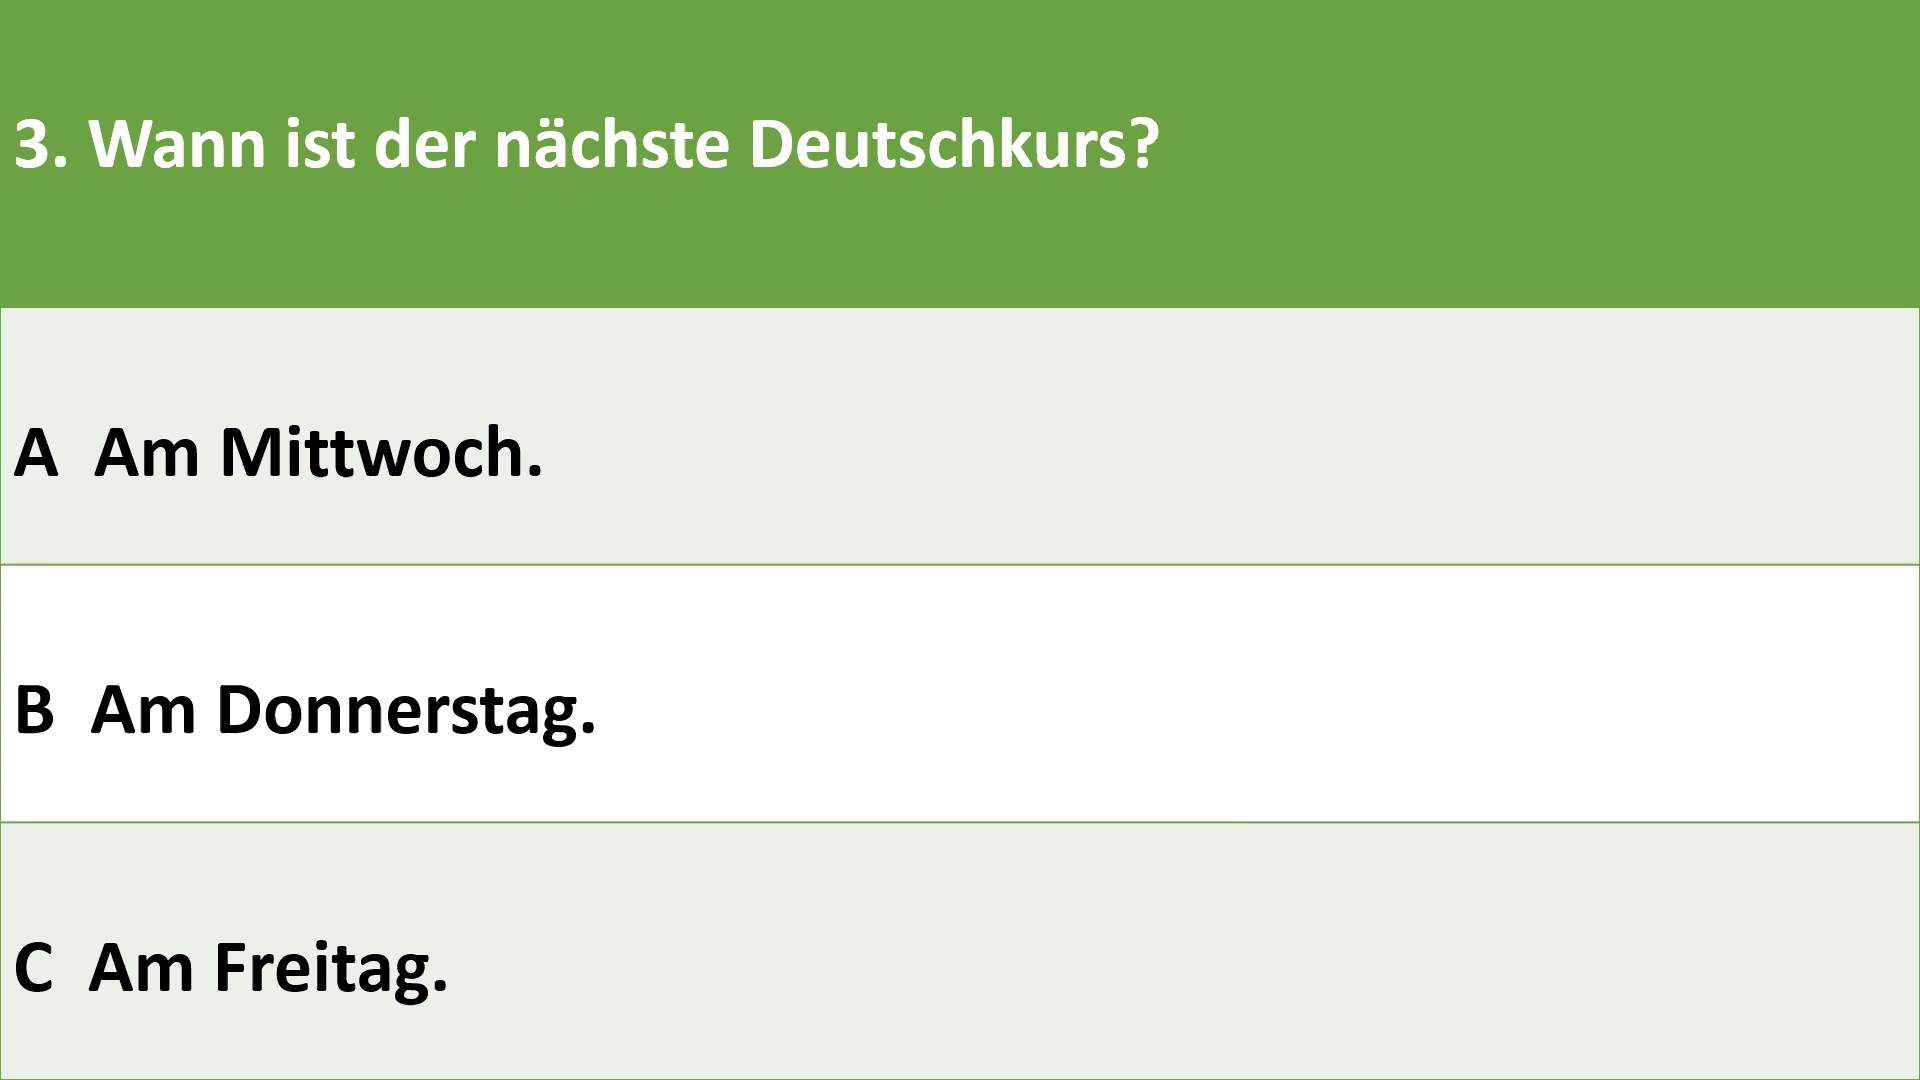 3. Wann ist der nächste Deutschkurs?
A Am Mittwoch.
B Am Donnerstag.
C Am Freitag.